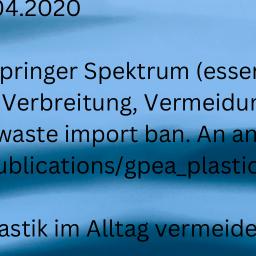 04.2020
pringer Spektrum (essen
Verbreitung, Vermeidun
waste import ban. An an
ublications/gpea_plastic
astik im Alltag vermeide